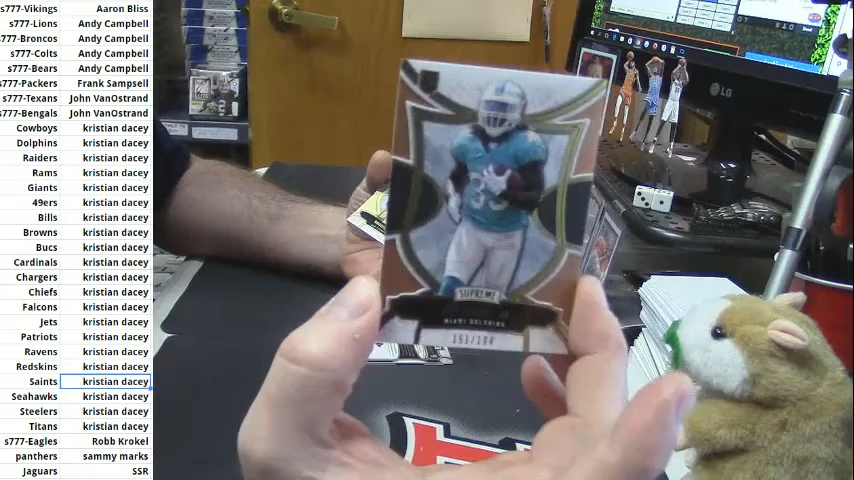 s777-Vikings Aaron Bliss
s777-Lions Andy Campbell
s777-Broncos Andy Campbell
s777-Colts Andy Campbell
s777-Bears Andy Campbell
s777-Packers Frank Sampsell
s777-Texans John VanOstrand
s777-Bengals John VanOstrand
Cowboys kristian dacey
Dolphins kristian dacey
Raiders kristian dacey
Rams kristian dacey
Giants kristian dacey
49ers kristian dacey
Bills kristian dacey
Browns kristian dacey
Bucs kristian dacey
Cardinals kristian dacey
Chargers kristian dacey
Chiefs kristian dacey
Falcons kristian dacey
Jets kristian dacey
Patriots kristian dacey
Ravens kristian dacey
Redskins kristian dacey
Saints kristian dacey
Seahawks kristian dacey
Steelers kristian dacey
Titans kristian dacey
s777-Eagles Robb Krokel
panthers sammy marks
Jaguars SSR
LG
SUPREME
MIAMI DOLPHINS